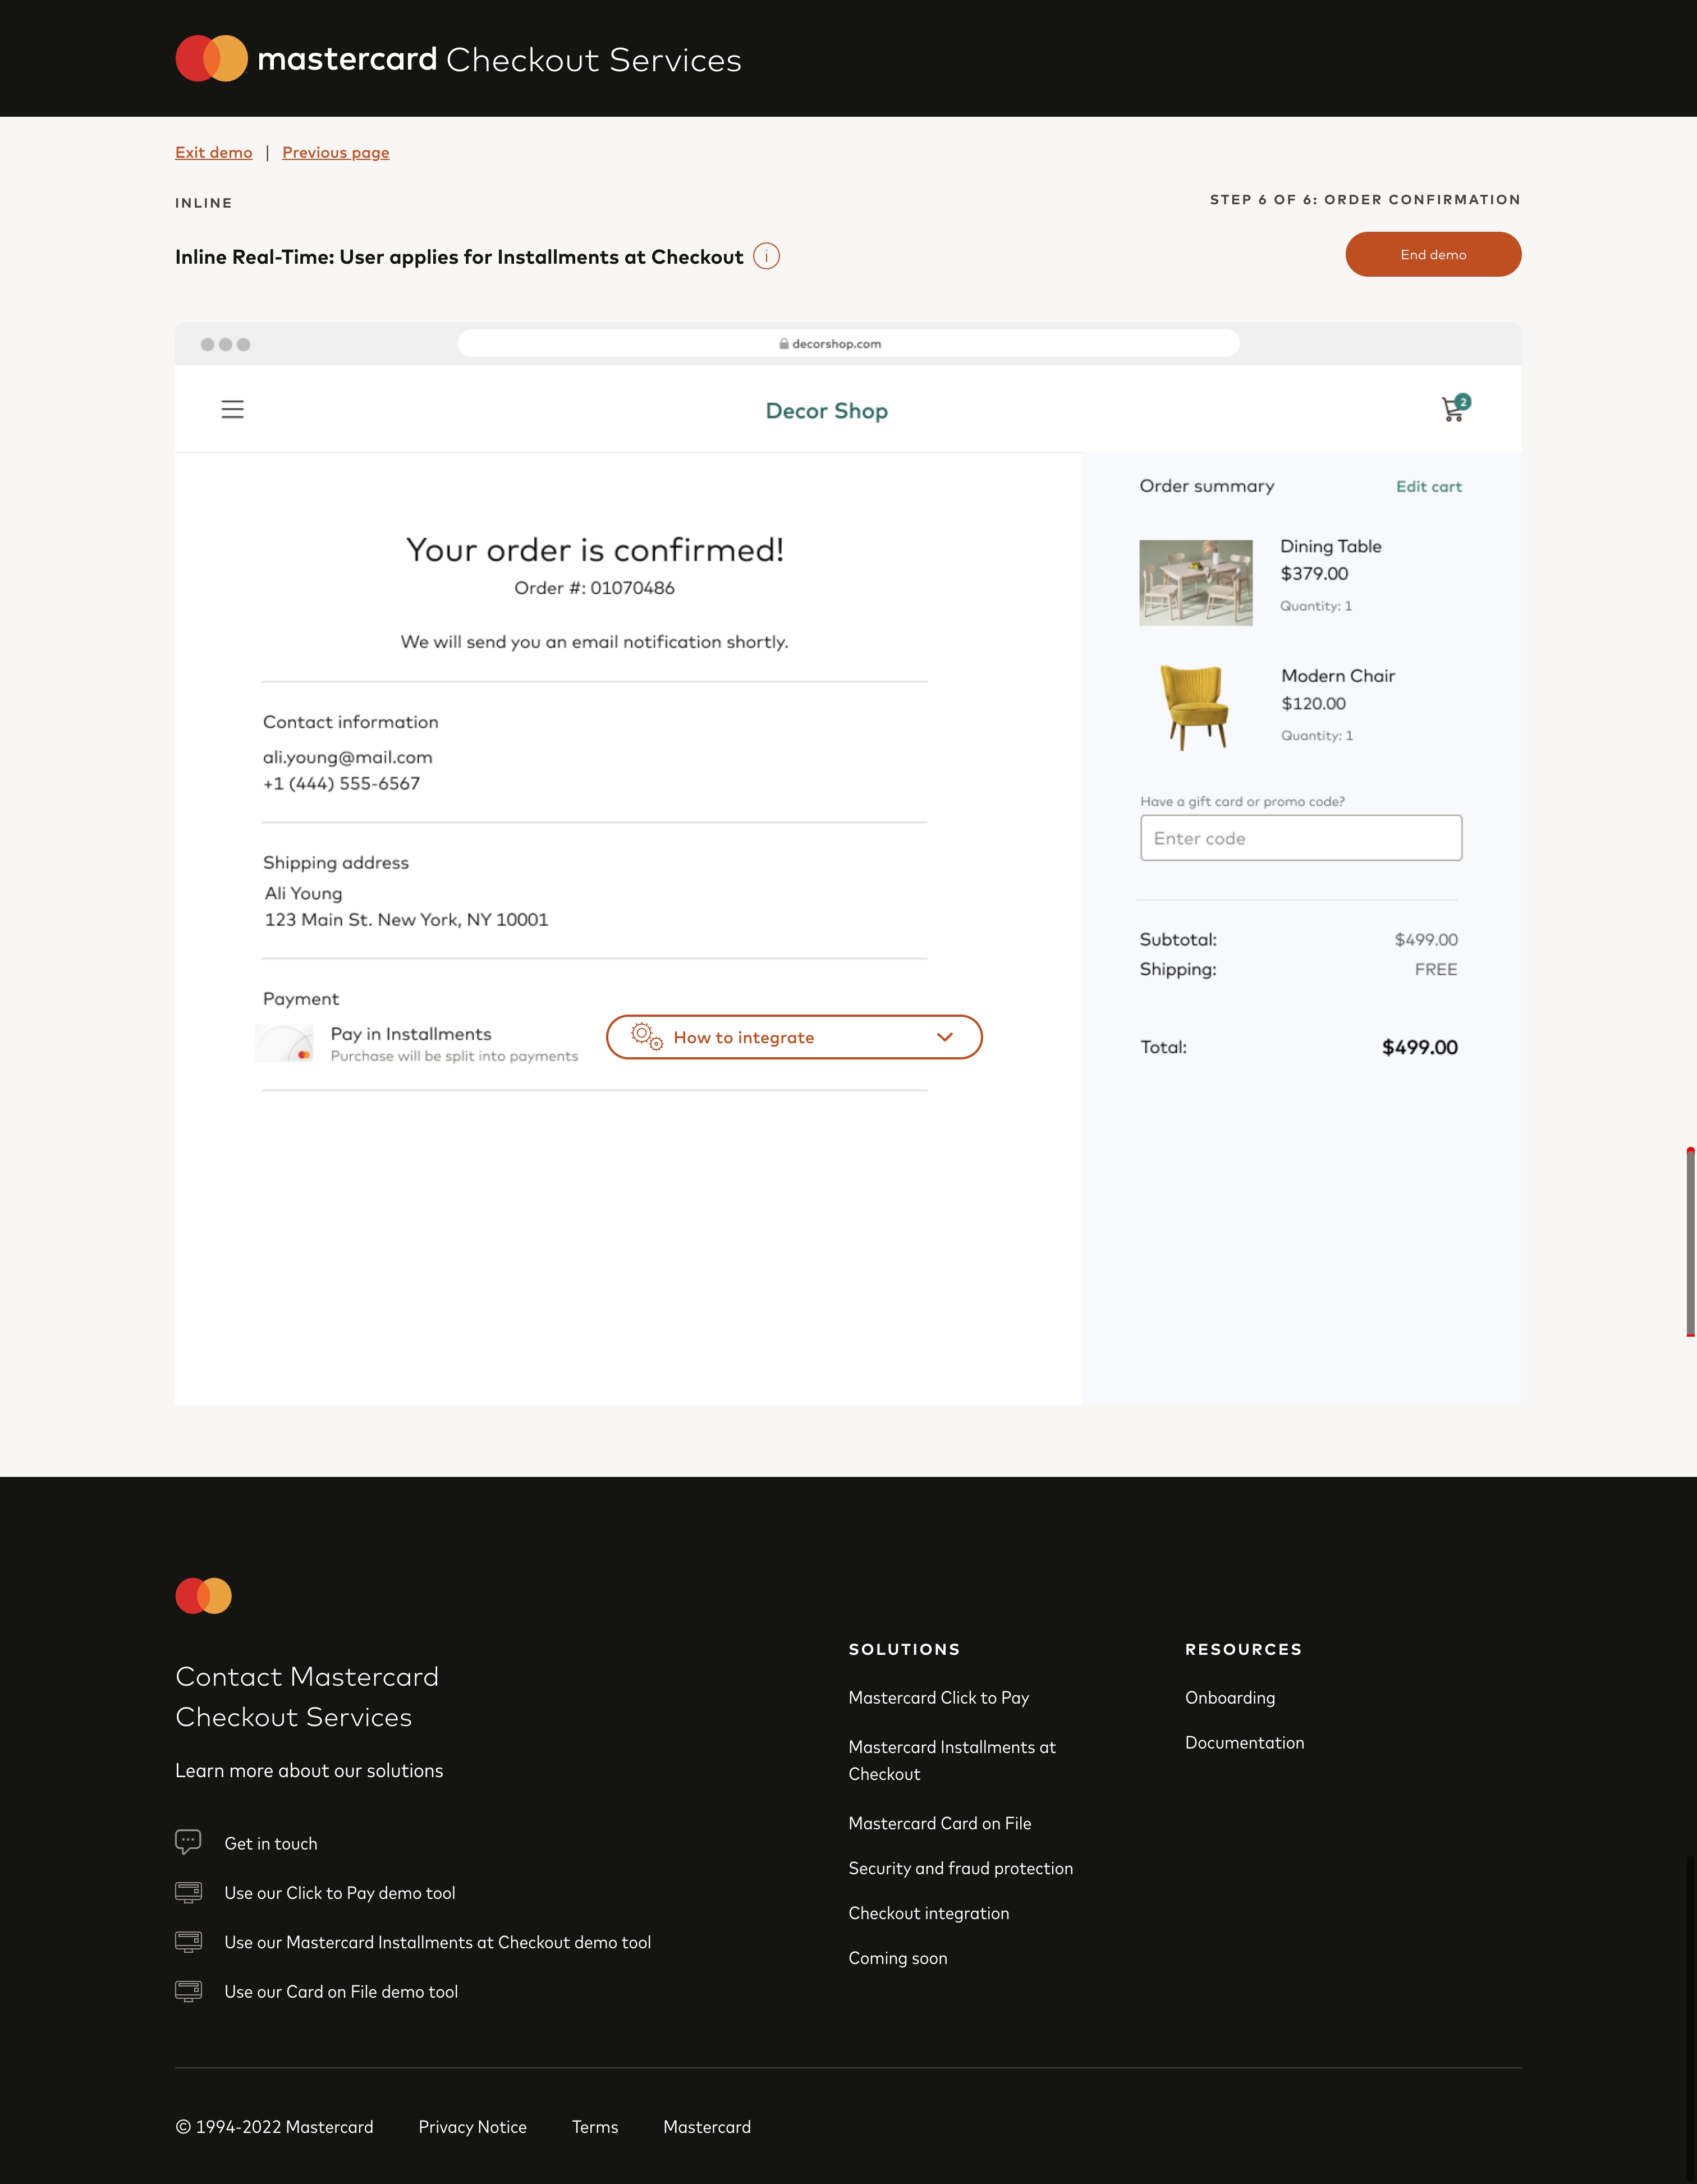 mastercard Checkout Services
Exit demo | Previous page
INLINE
STEP 6 OF 6: ORDER CONFIRMATION
Inline Real-Time: User applies for Installments at Checkout i
End demo
decorshop.com
Decor Shop
2
Your order is confirmed!
Order #: 01070486
We will send you an email notification shortly.
Contact information
ali.young@mail.com
+1 (444) 555-6567
Shipping address
Ali Young
123 Main St. New York, NY 10001
Payment
Pay in Installments
Purchase will be split into payments
How to integrate
Order summary
Edit cart
Dining Table
$379.00
Quantity: 1
Modern Chair
$120.00
Quantity: 1
Have a gift card or promo code?
Enter code
Subtotal: $499.00
Shipping: FREE
Total: $499.00
Contact Mastercard
Checkout Services
Learn more about our solutions
Get in touch
Use our Click to Pay demo tool
Use our Mastercard Installments at Checkout demo tool
Use our Card on File demo tool
SOLUTIONS
Mastercard Click to Pay
Mastercard Installments at
Checkout
Mastercard Card on File
Security and fraud protection
Checkout integration
Coming soon
RESOURCES
Onboarding
Documentation
© 1994-2022 Mastercard Privacy Notice Terms Mastercard